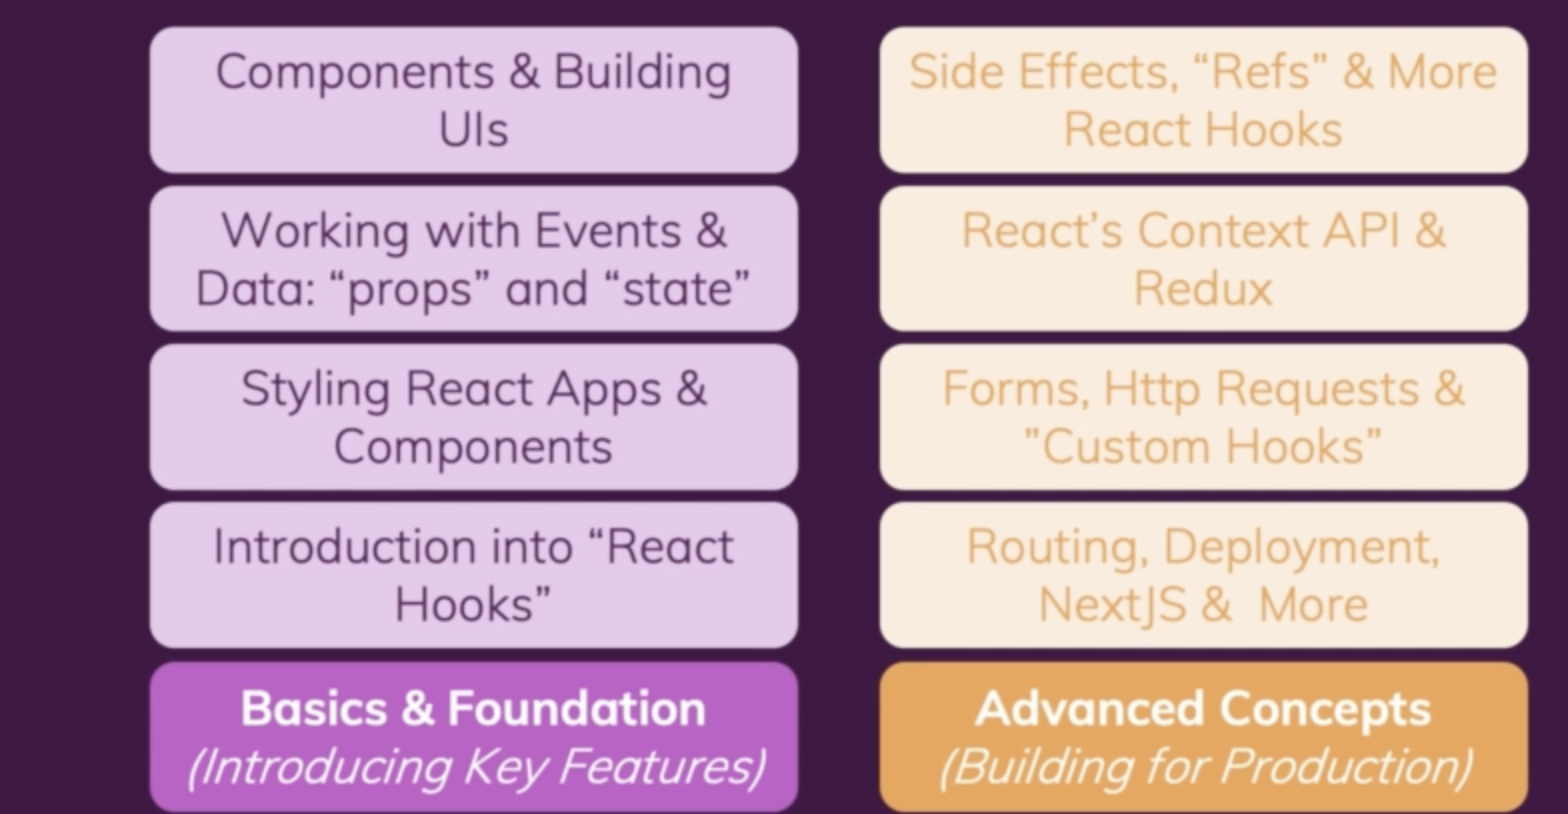 Components & Building
UIs
Working with Events &
Data: “props” and “state”
Styling React Apps &
Components
Introduction into “React
Hooks”
Basics & Foundation
(Introducing Key Features)
Side Effects, “Refs” & More
React Hooks
React’s Context API &
Redux
Forms, Http Requests &
”Custom Hooks”
Routing, Deployment,
NextJS &  More
Advanced Concepts
(Building for Production)